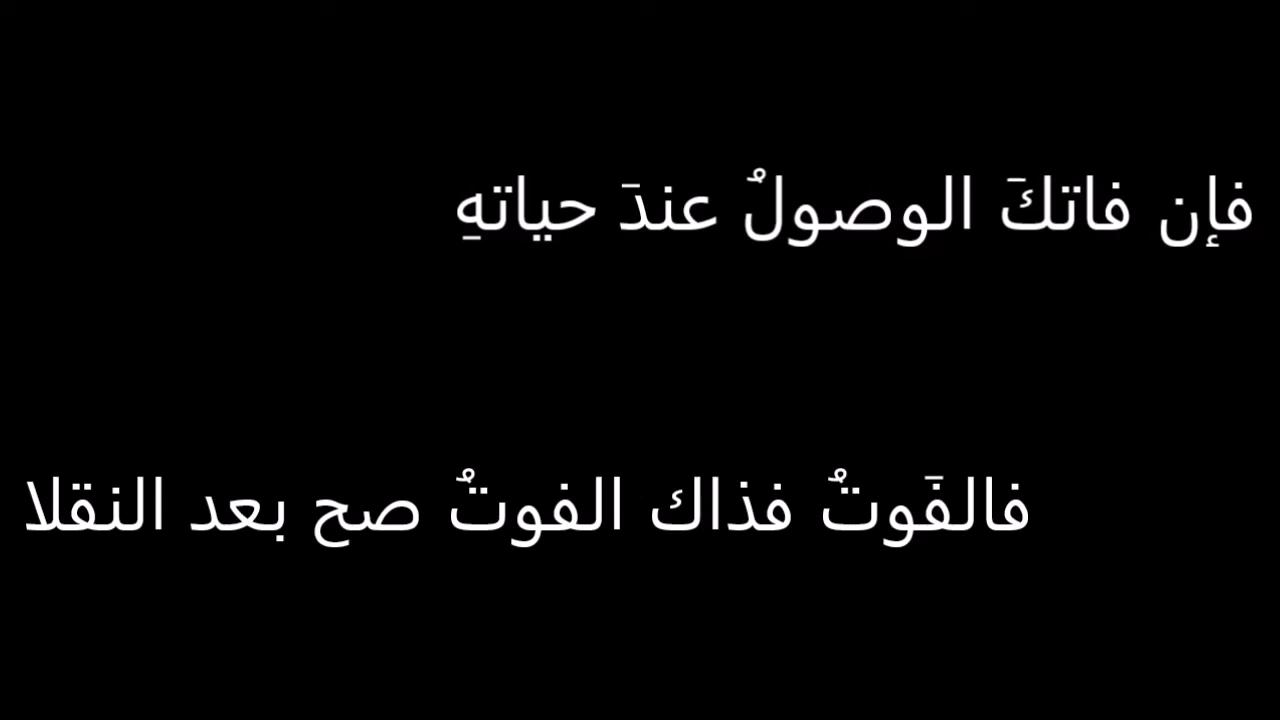 فإن فاتكَ الوصولٌ عندَ حياتهِ
فالفَوتٌ فذاك الفوتٌ صح بعد النقلا